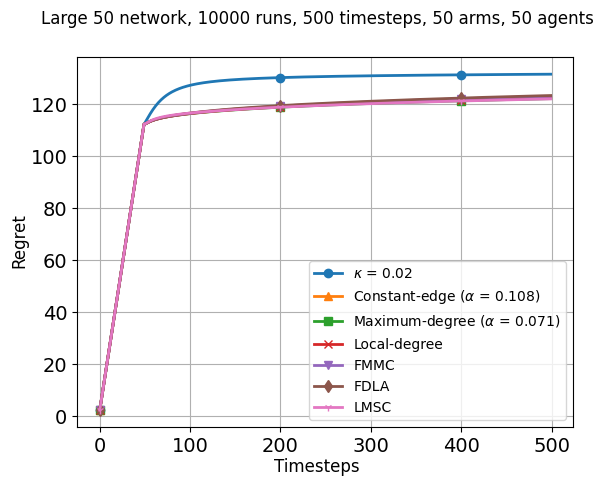 Large 50 network, 10000 runs, 500 timesteps, 50 arms, 50 agents
120
100
80
60
40
20
0
Regret
κ = 0.02
Constant-edge (α = 0.108)
Maximum-degree (α = 0.071)
Local-degree
FMMC
FDLA
LMSC
0 100 200 300 400 500
Timesteps